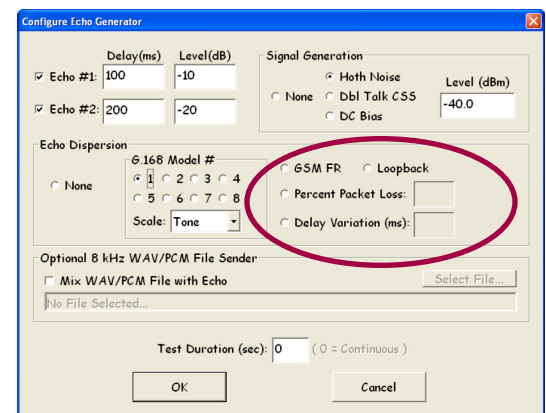 Configure Echo Generator
Delay(ms) Level(dB)
Echo #1: 100 -10
Echo #2: 200 -20
Signal Generation
None
Hoth Noise
Dbl Talk CSS
DC Bias
Level (dBm)
-40.0
Echo Dispersion
None
G.168 Model #
1 2 3 4
5 6 7 8
Scale: Tone
GSM FR Loopback
Percent Packet Loss:
Delay Variation (ms):
Optional 8 kHz WAV/PCM File Sender
Mix WAV/PCM File with Echo
Select File...
No File Selected...
Test Duration (sec): 0 ( 0 = Continuous )
OK Cancel